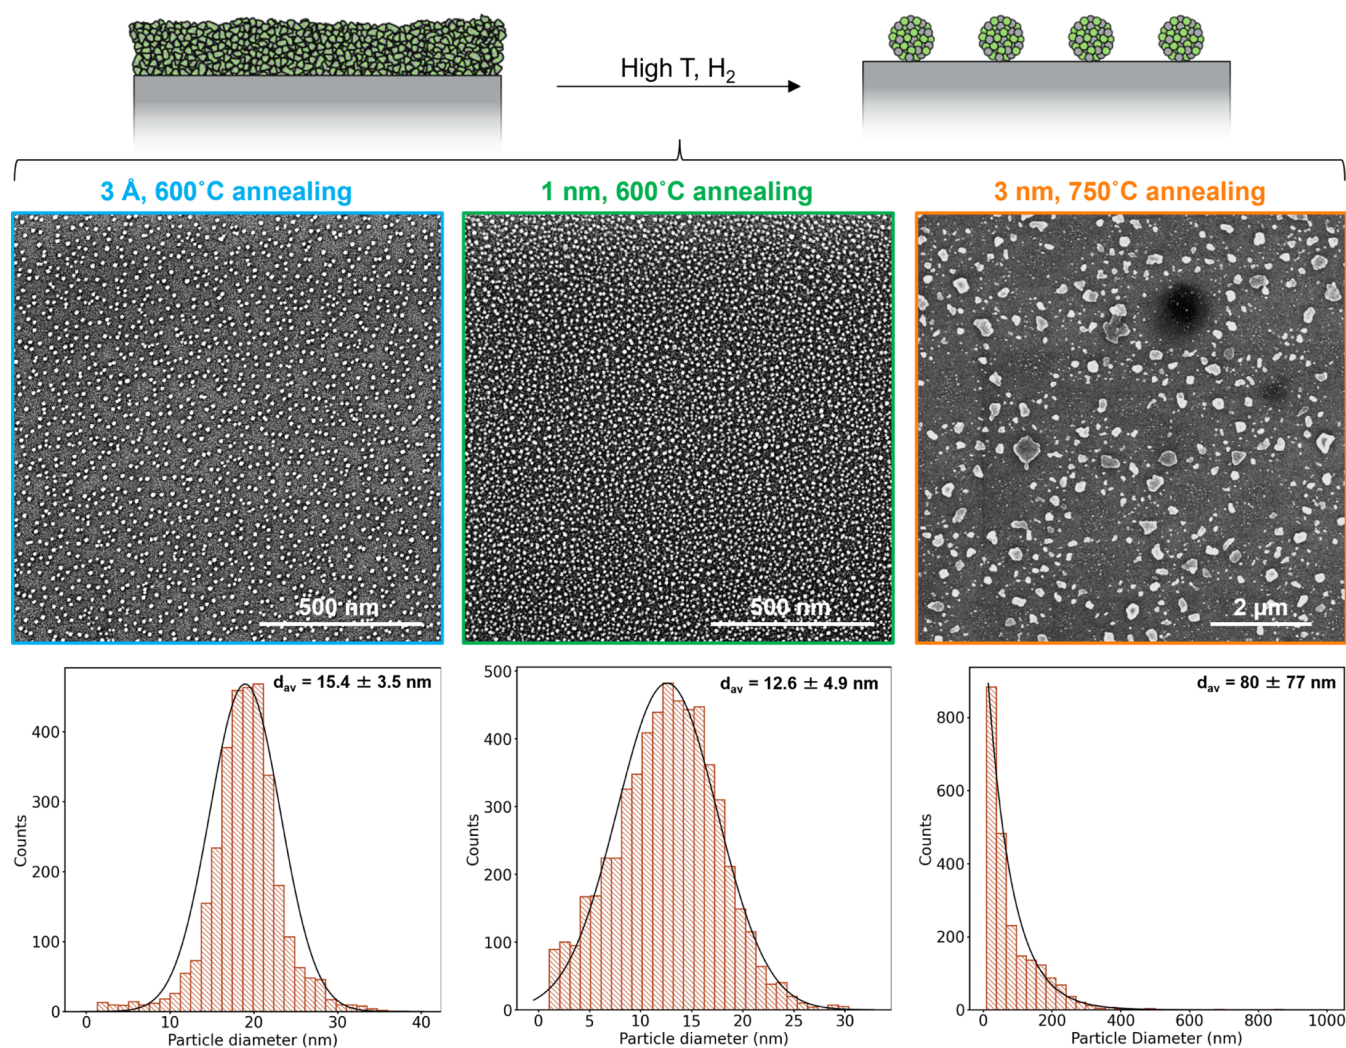 High T, H₂
3 Å, 600˚C annealing
1 nm, 600˚C annealing
3 nm, 750˚C annealing
500 nm
500 nm
2 μm
d_av = 15.4 ± 3.5 nm
Counts
400
300
200
100
0
0 10 20 30 40
Particle diameter (nm)
d_av = 12.6 ± 4.9 nm
Counts
500
400
300
200
100
0
0 5 10 15 20 25 30
Particle diameter (nm)
d_av = 80 ± 77 nm
Counts
800
600
400
200
0
0 200 400 600 800 1000
Particle Diameter (nm)